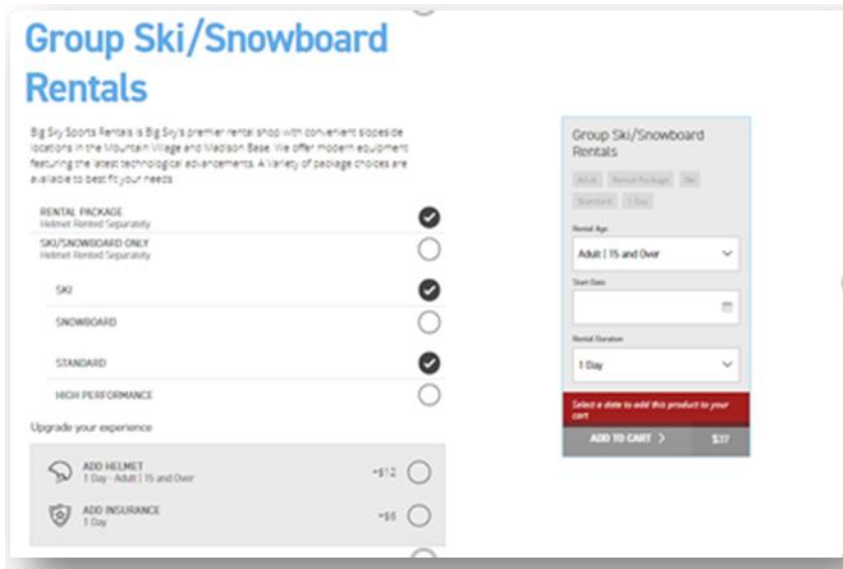 Group Ski/Snowboard
Rentals
Big Sky Sports Rentals is Big Sky's premier rental shop with convenient slopeside
locations in the Mountain Village and Madison Base. We offer modern equipment
featuring the latest technological advancements. A Variety of package choices are
available to best fit your needs.
RENTAL PACKAGE
Helmet Rented Separately
SKI/SNOWBOARD ONLY
Helmet Rented Separately
SKI
SNOWBOARD
STANDARD
HIGH PERFORMANCE
Upgrade your experience
ADD HELMET +$12
1 Day - Adult | 15 and Over
ADD INSURANCE +$6
1 Day
Group Ski/Snowboard
Rentals
Adult Rental Package Ski
Standard 1 Day
Rental Age
Adult | 15 and Over
Start Date
Rental Duration
1 Day
Select a date to add this product to your
cart
ADD TO CART > $37